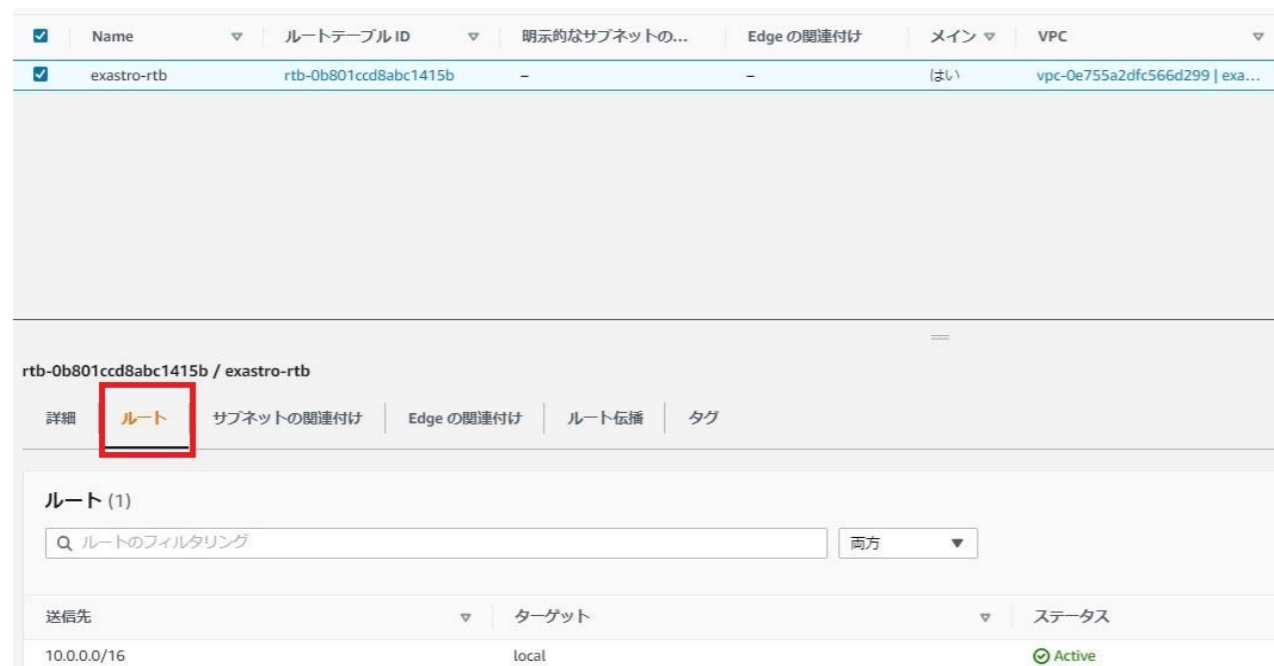 Name ルートテーブル ID 明示的なサブネットの... Edge の関連付け メイン VPC
exastro-rtb rtb-0b801ccd8abc1415b – – はい vpc-0e755a2dfc566d299 | exa...
rtb-0b801ccd8abc1415b / exastro-rtb
詳細 ルート サブネットの関連付け Edge の関連付け ルート伝播 タグ
ルート (1)
ルートのフィルタリング 両方
送信先 ターゲット ステータス
10.0.0.0/16 local Active